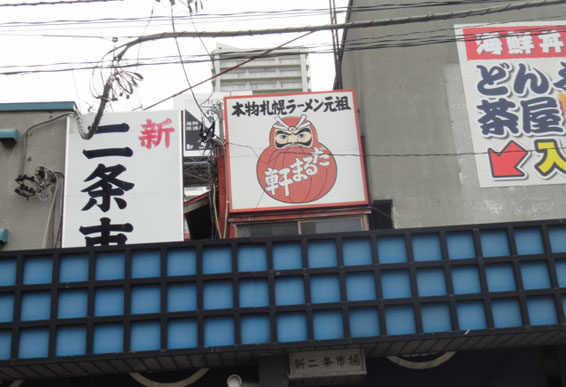 新
二条市
本物札幌ラーメン元祖
だるま軒
海鮮丼
どんぶり
茶屋
入
新二条市場